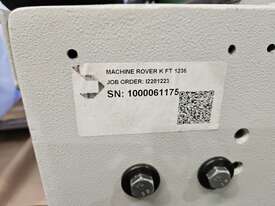 MACHINE ROVER K FT 1236
JOB ORDER: I2201223
SN: 1000061175